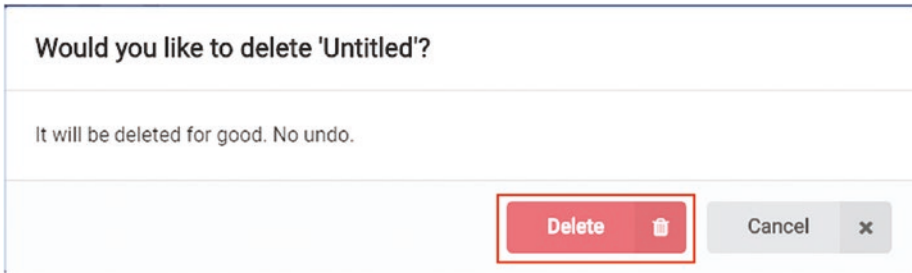 Would you like to delete 'Untitled'?
It will be deleted for good. No undo.
Delete Cancel